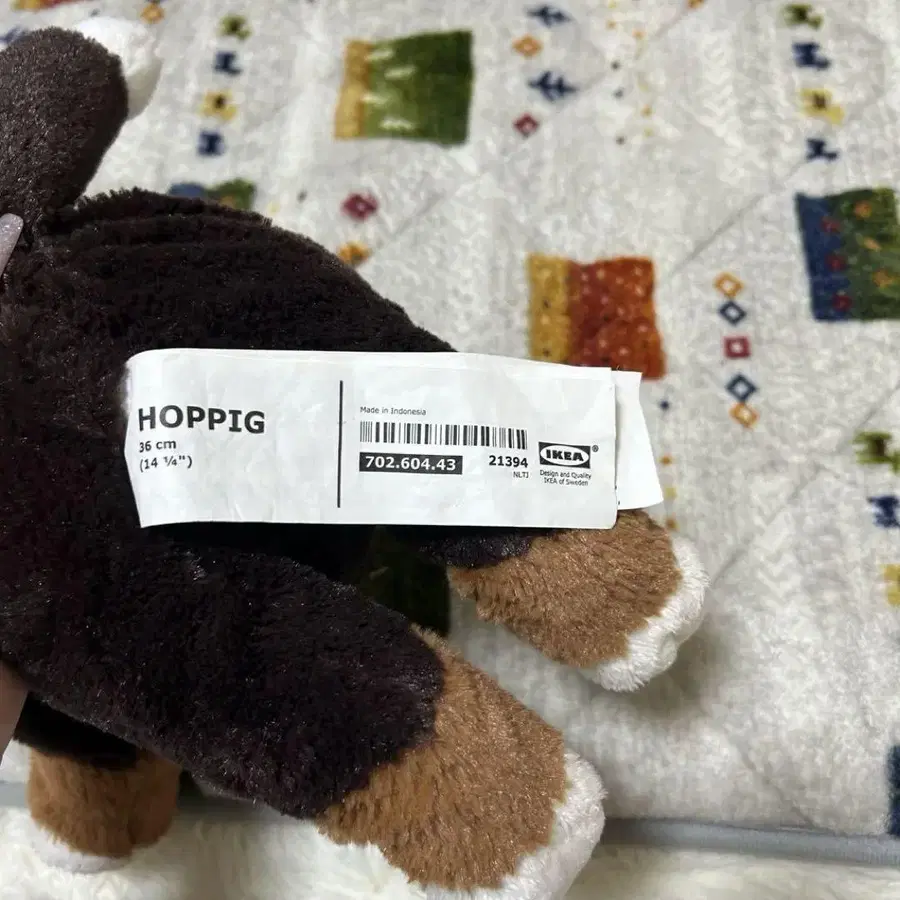 HOPPIG
36 cm
(14 ¼")
Made in Indonesia
702.604.43
21394
NLTJ
IKEA®
Design and Quality
IKEA of Sweden